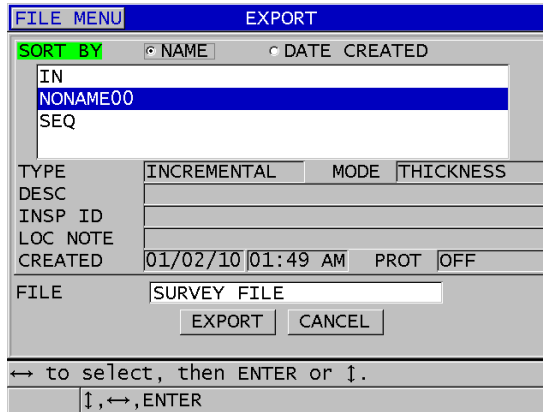 FILE MENU EXPORT
SORT BY NAME DATE CREATED
IN
NONAME00
SEQ
TYPE INCREMENTAL MODE THICKNESS
DESC
INSP ID
LOC NOTE
CREATED 01/02/10 01:49 AM PROT OFF
FILE SURVEY FILE
EXPORT CANCEL
↔ to select, then ENTER or ↕.
↕,↔,ENTER